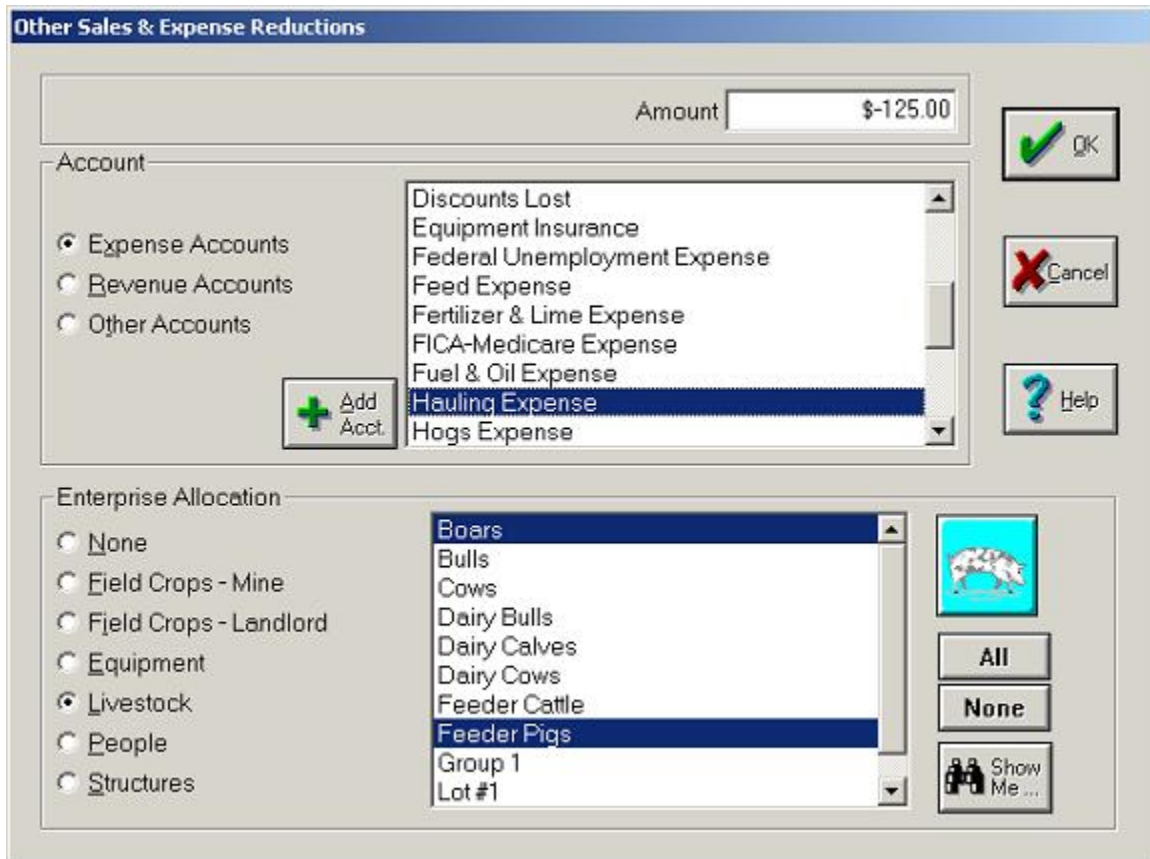 Other Sales & Expense Reductions
Amount $-125.00
OK
Account
Expense Accounts
Revenue Accounts
Other Accounts
Add
Acct.
Discounts Lost
Equipment Insurance
Federal Unemployment Expense
Feed Expense
Fertilizer & Lime Expense
FICA-Medicare Expense
Fuel & Oil Expense
Hauling Expense
Hogs Expense
Cancel
Help
Enterprise Allocation
None
Field Crops - Mine
Field Crops - Landlord
Equipment
Livestock
People
Structures
Boars
Bulls
Cows
Dairy Bulls
Dairy Calves
Dairy Cows
Feeder Cattle
Feeder Pigs
Group 1
Lot #1
All
None
Show
Me ...